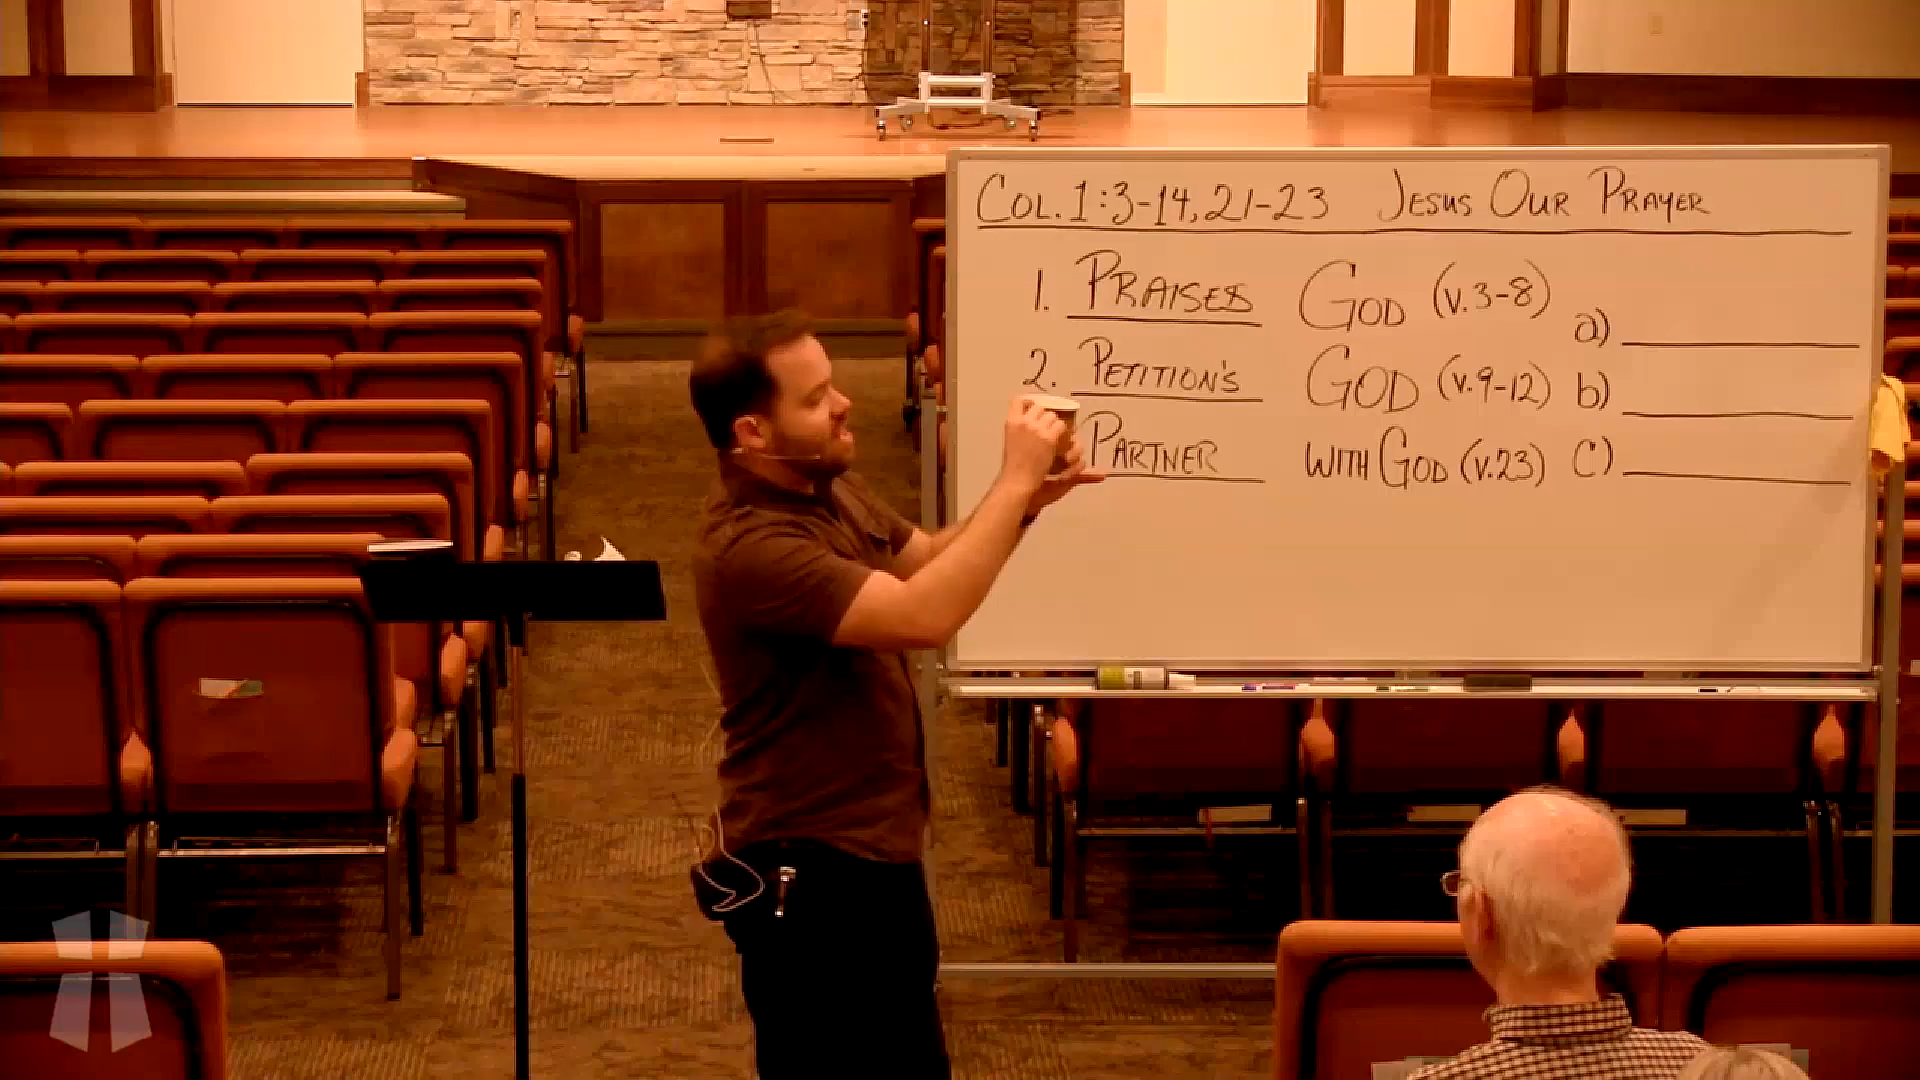 COL. 1:3-14, 21-23 JESUS OUR PRAYER
1. PRAISES GOD (V.3-8) a)
2. PETITION'S GOD (V.9-12) b)
PARTNER WITH GOD (V.23) C)